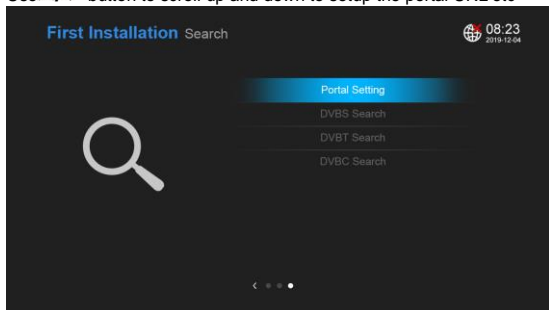 button to scroll up and down to setup the portal URL etc
First Installation Search
08:23
2019-12-04
Portal Setting
DVBS Search
DVBT Search
DVBC Search